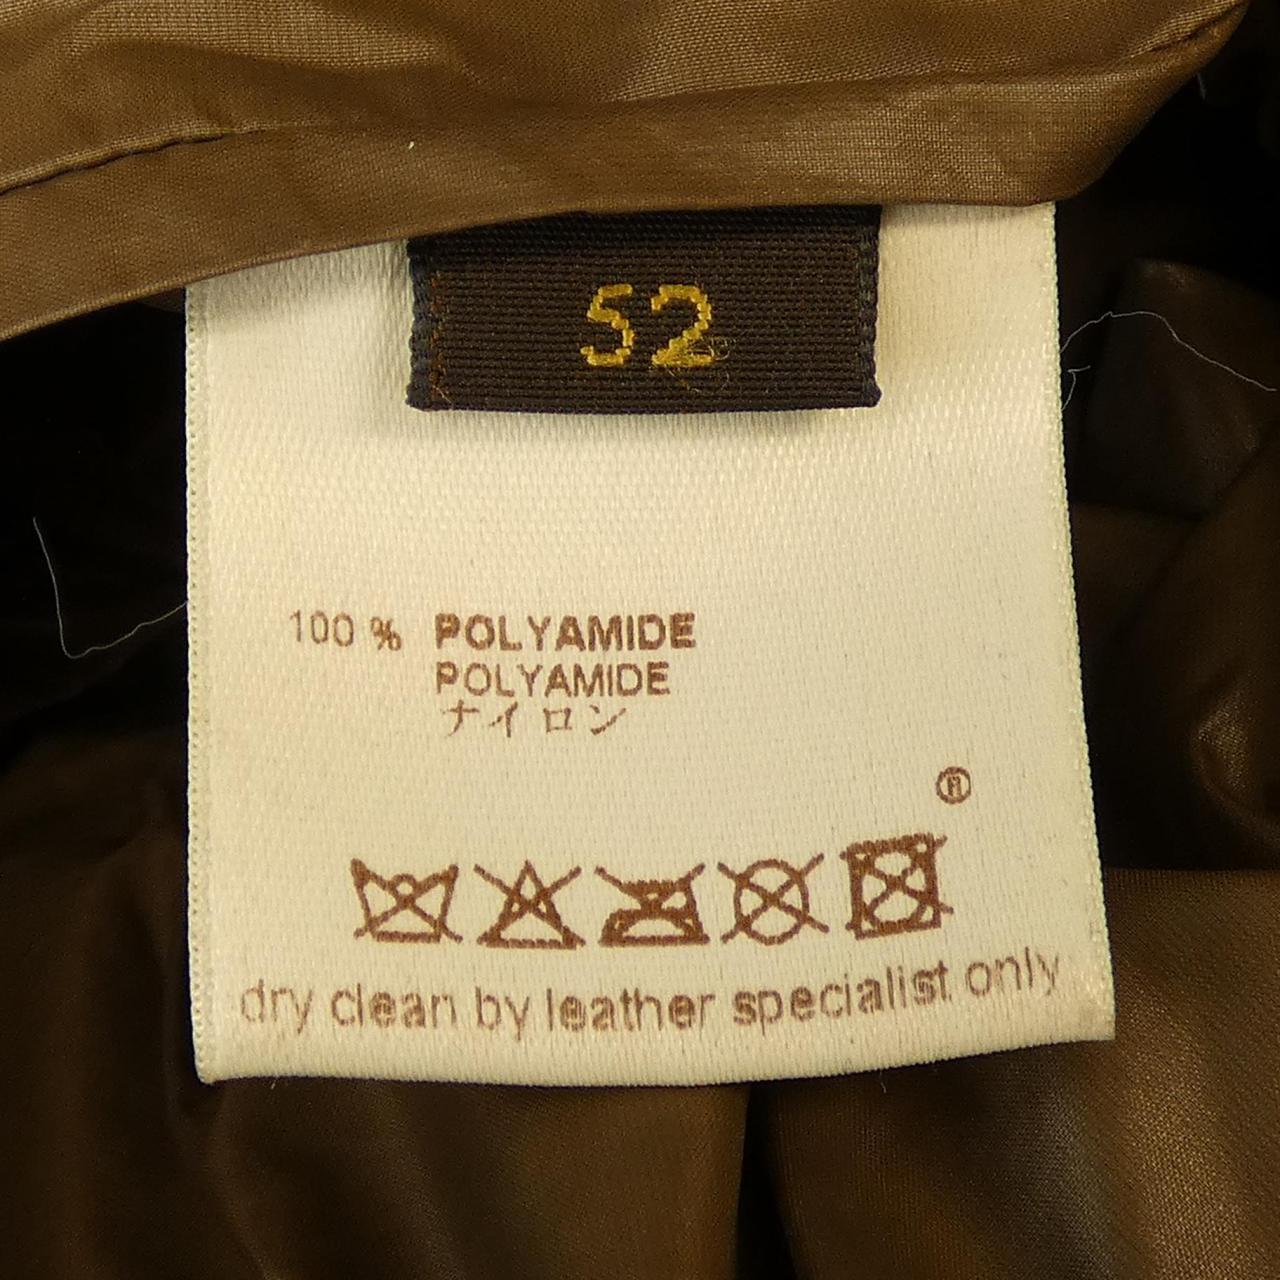 52
100 % POLYAMIDE
POLYAMIDE
ナイロン
®
dry clean by leather specialist only